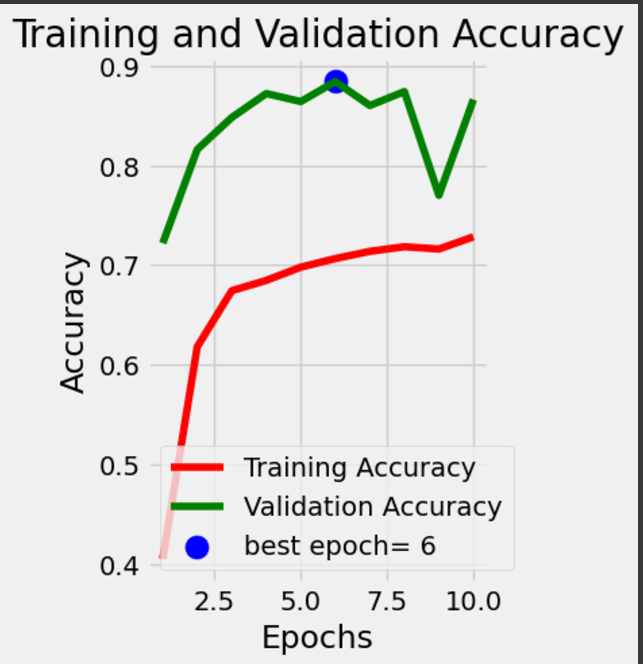 Training and Validation Accuracy
0.9
0.8
0.7
0.6
0.5
0.4
Accuracy
Training Accuracy
Validation Accuracy
best epoch= 6
2.5 5.0 7.5 10.0
Epochs